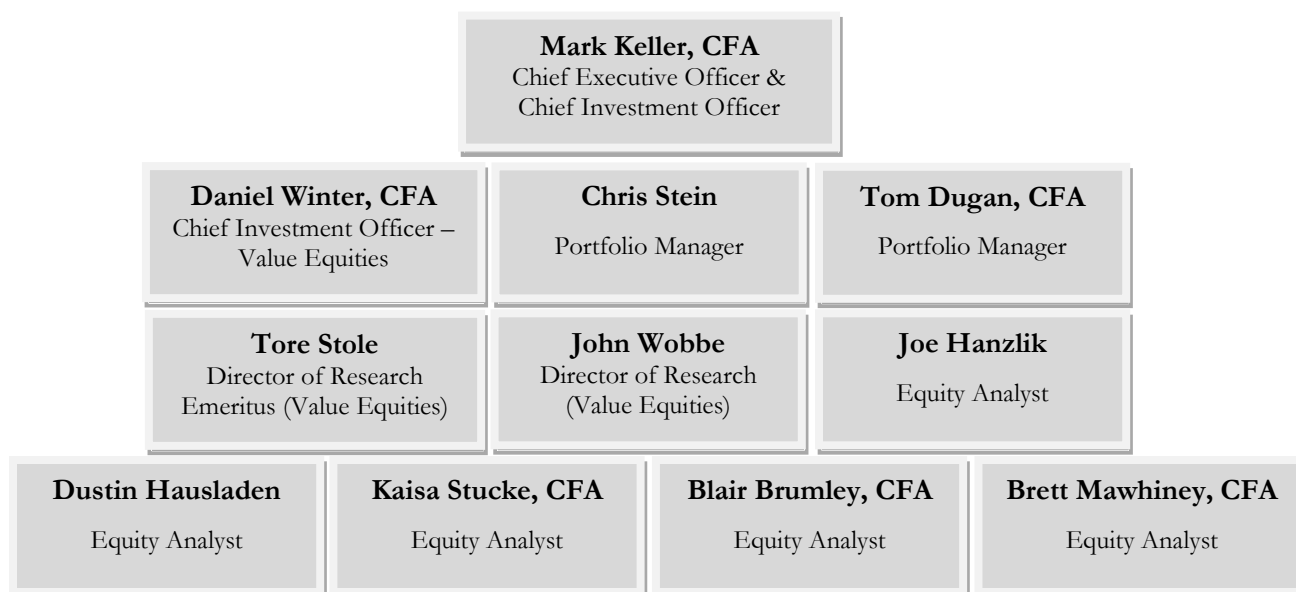 Mark Keller, CFA
Chief Executive Officer &
Chief Investment Officer
Daniel Winter, CFA
Chief Investment Officer –
Value Equities
Chris Stein
Portfolio Manager
Tom Dugan, CFA
Portfolio Manager
Tore Stole
Director of Research
Emeritus (Value Equities)
John Wobbe
Director of Research
(Value Equities)
Joe Hanzlik
Equity Analyst
Dustin Hausladen
Equity Analyst
Kaisa Stucke, CFA
Equity Analyst
Blair Brumley, CFA
Equity Analyst
Brett Mawhiney, CFA
Equity Analyst